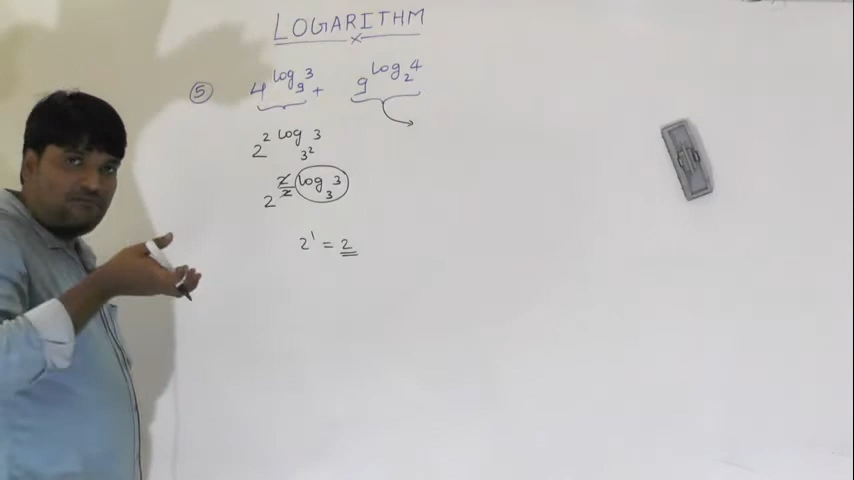 LOGARITHM
⑤ 4^{log_9 3} + 9^{log_2 4}
2^{2 log_{3^2} 3}
2^{2/2 log_3 3}
2^1 = 2